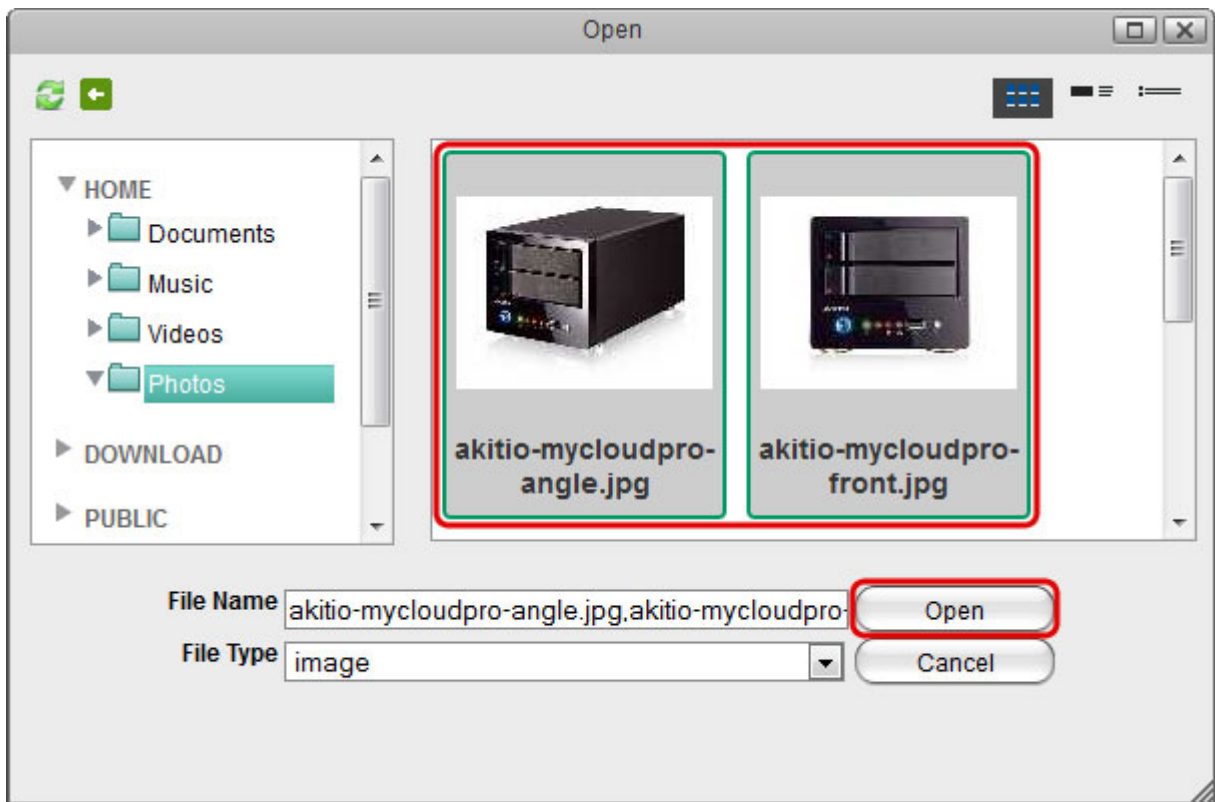 Open
HOME
Documents
Music
Videos
Photos
DOWNLOAD
PUBLIC
akitio-mycloudpro-
angle.jpg
akitio-mycloudpro-
front.jpg
File Name akitio-mycloudpro-angle.jpg,akitio-mycloudpro- Open
File Type image Cancel